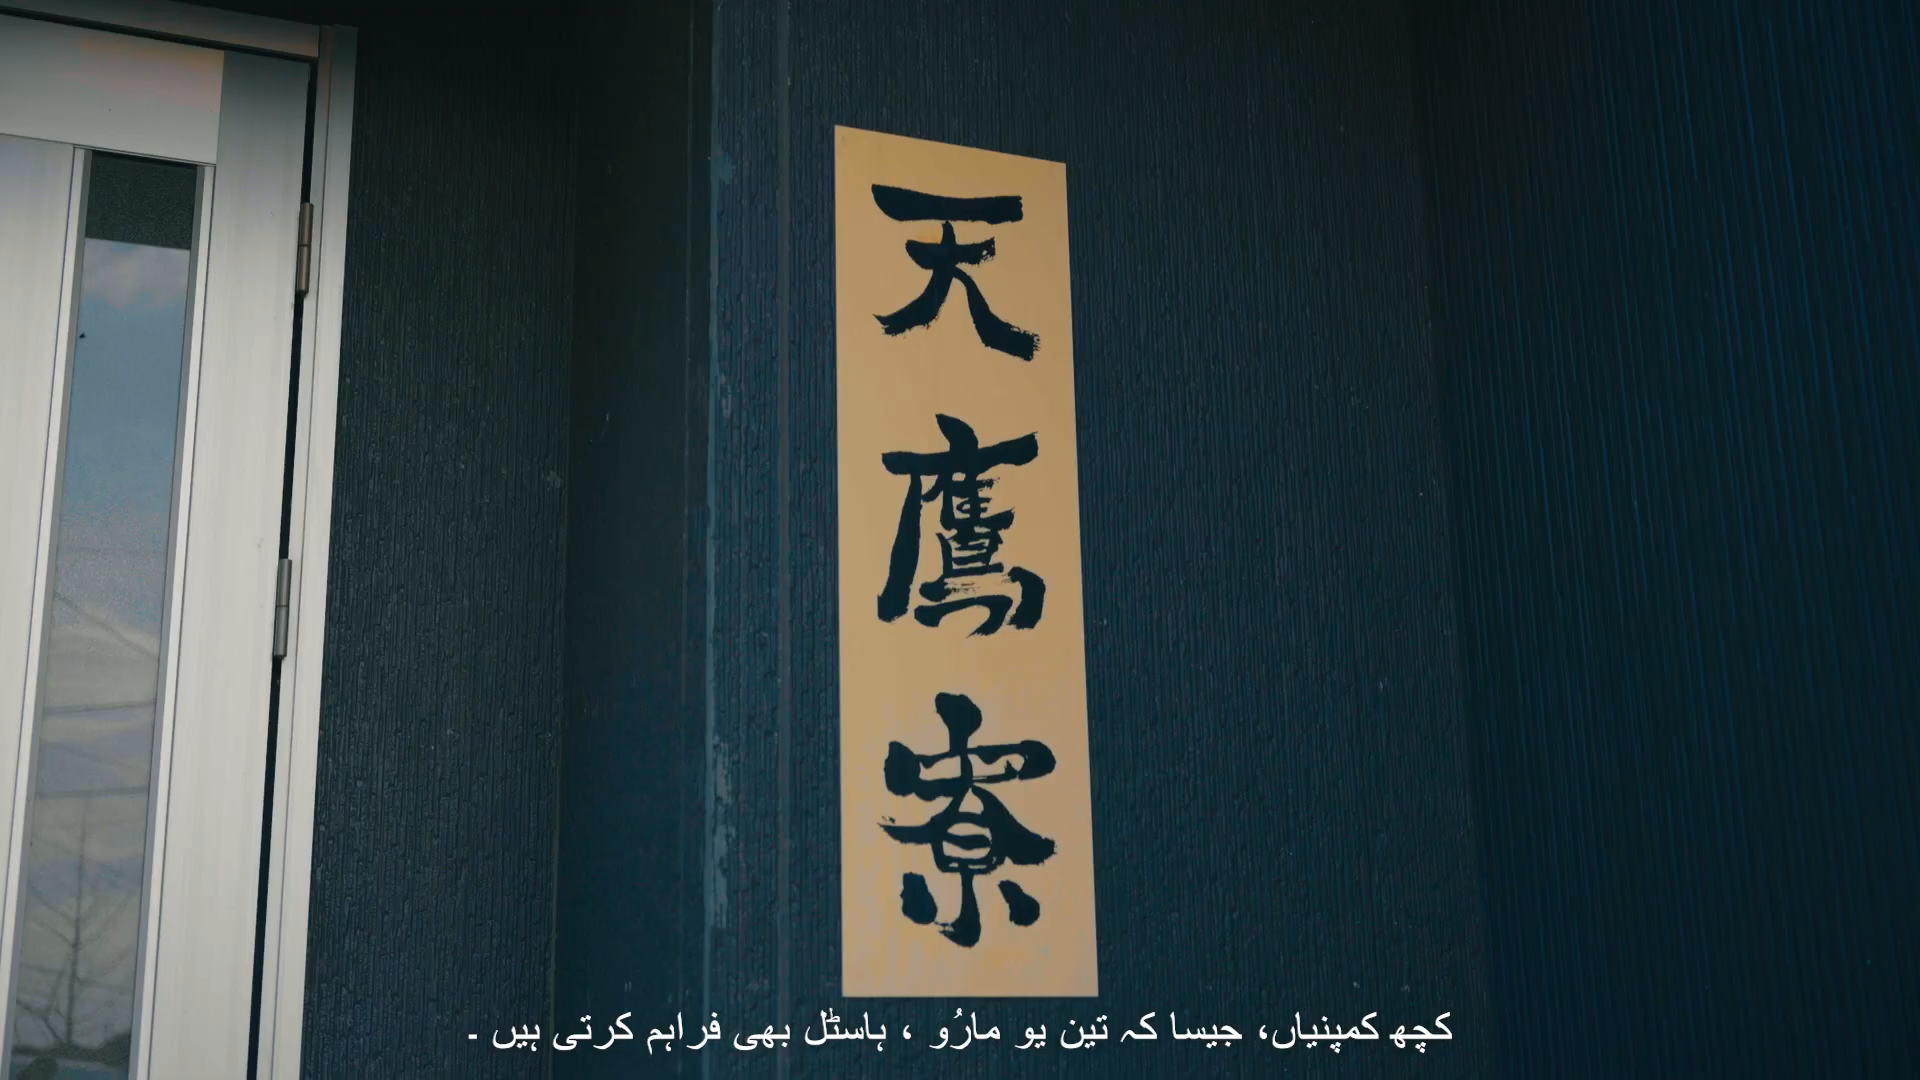 天鷹寮
کچھ کمپنیاں، جیسا کہ تین یو مارُو ، ہاسٹل بھی فراہم کرتی ہیں ۔